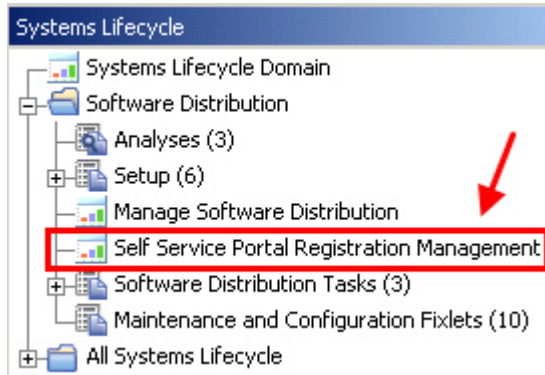 Systems Lifecycle
Systems Lifecycle Domain
Software Distribution
Analyses (3)
Setup (6)
Manage Software Distribution
Self Service Portal Registration Management
Software Distribution Tasks (3)
Maintenance and Configuration Fixlets (10)
All Systems Lifecycle